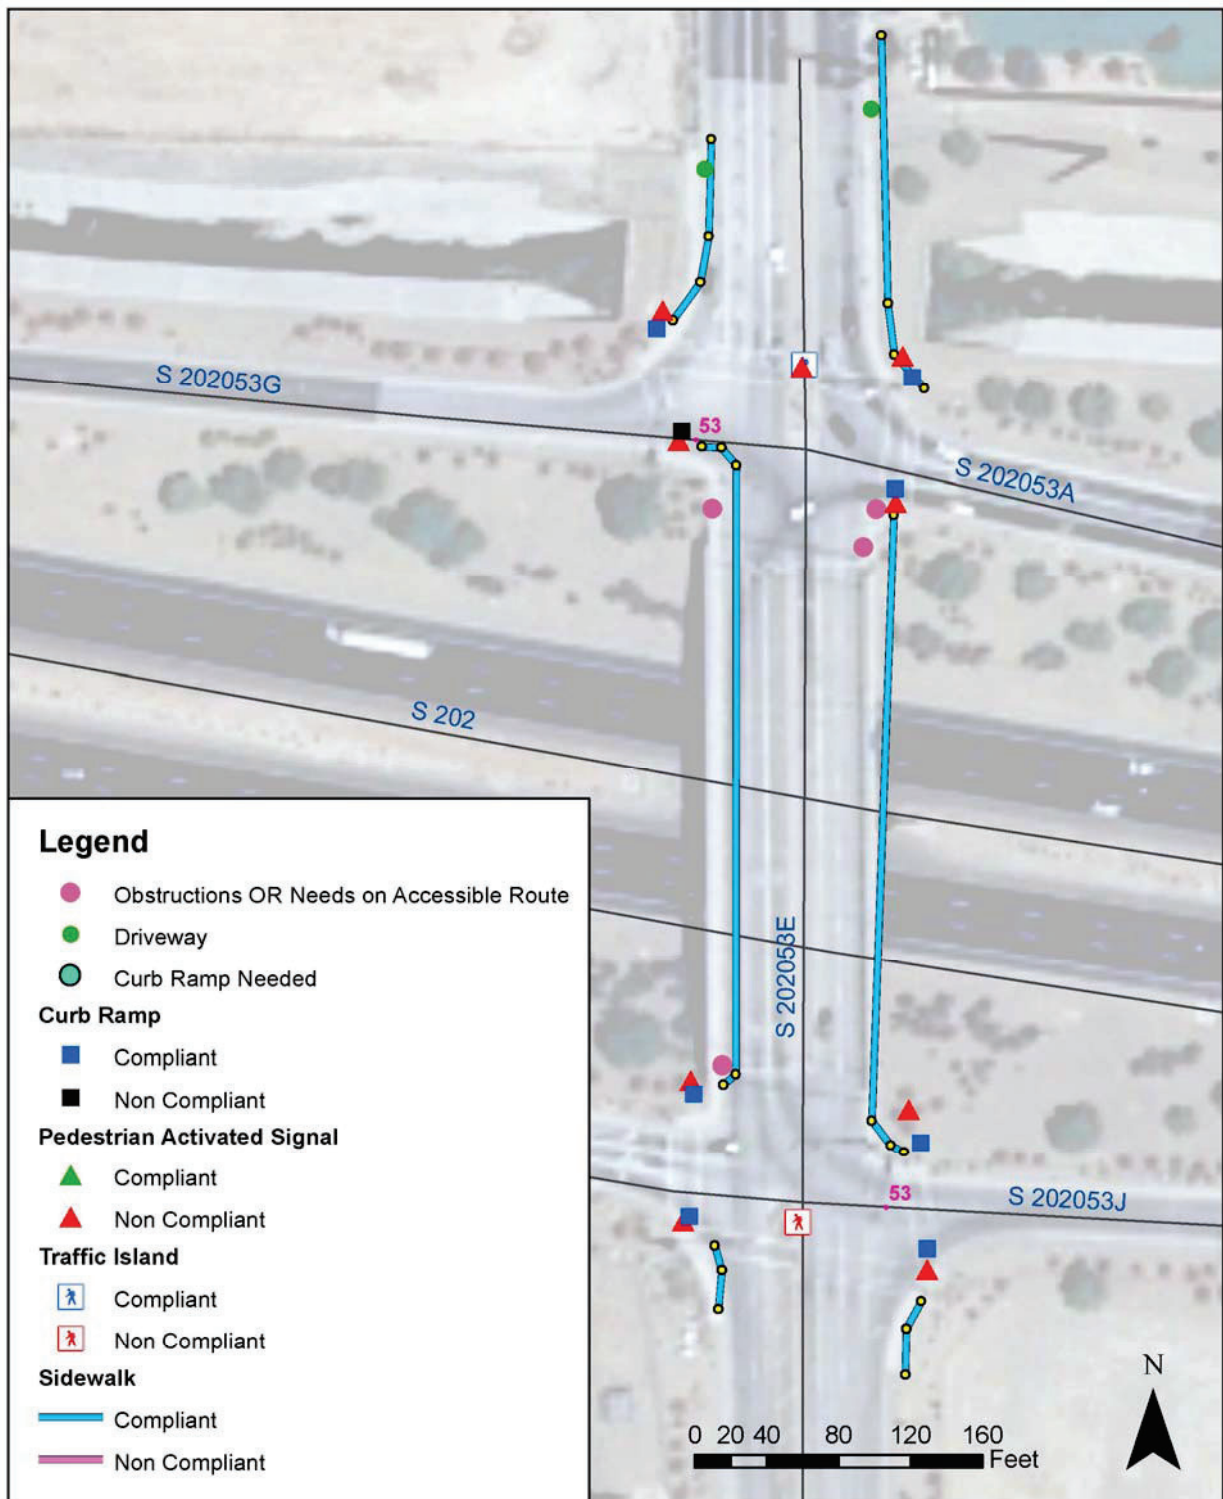 S 202053G
53
S 202053A
S 202
S 202053E
53
S 202053J
Legend
Obstructions OR Needs on Accessible Route
Driveway
Curb Ramp Needed
Curb Ramp
Compliant
Non Compliant
Pedestrian Activated Signal
Compliant
Non Compliant
Traffic Island
Compliant
Non Compliant
Sidewalk
Compliant
Non Compliant
N
0 20 40 80 120 160
Feet